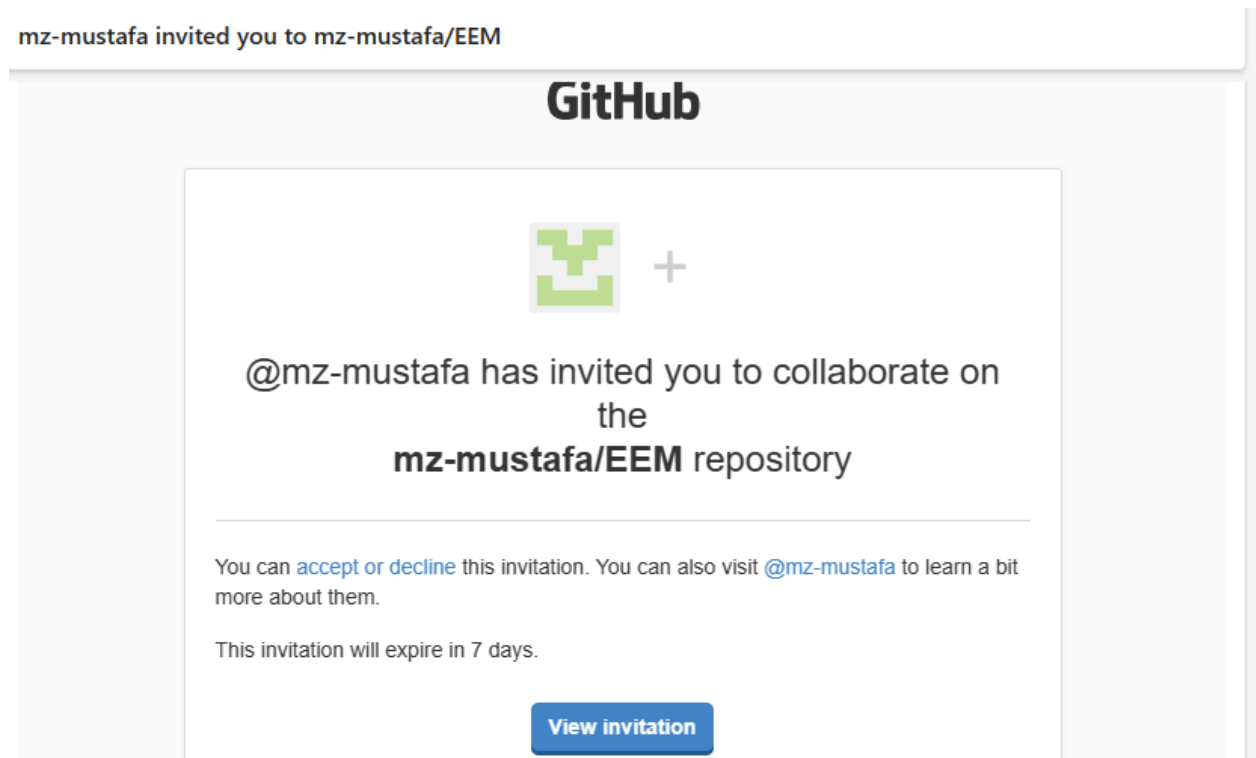 mz-mustafa invited you to mz-mustafa/EEM
GitHub
@mz-mustafa has invited you to collaborate on
the
mz-mustafa/EEM repository
You can accept or decline this invitation. You can also visit @mz-mustafa to learn a bit
more about them.
This invitation will expire in 7 days.
View invitation